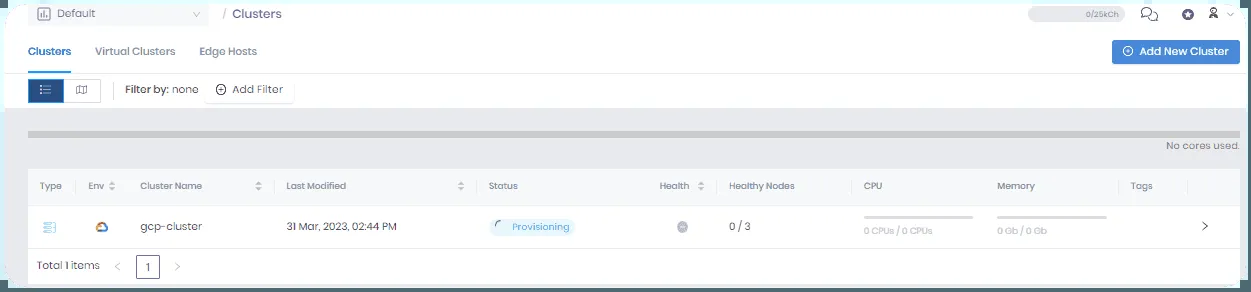 Default / Clusters 0/25kCh
Clusters Virtual Clusters Edge Hosts Add New Cluster
Filter by: none Add Filter
No cores used.
Type Env Cluster Name Last Modified Status Health Healthy Nodes CPU Memory Tags
gcp-cluster 31 Mar, 2023, 02:44 PM Provisioning 0 / 3 0 CPUs / 0 CPUs 0 Gb / 0 Gb
Total 1 items 1